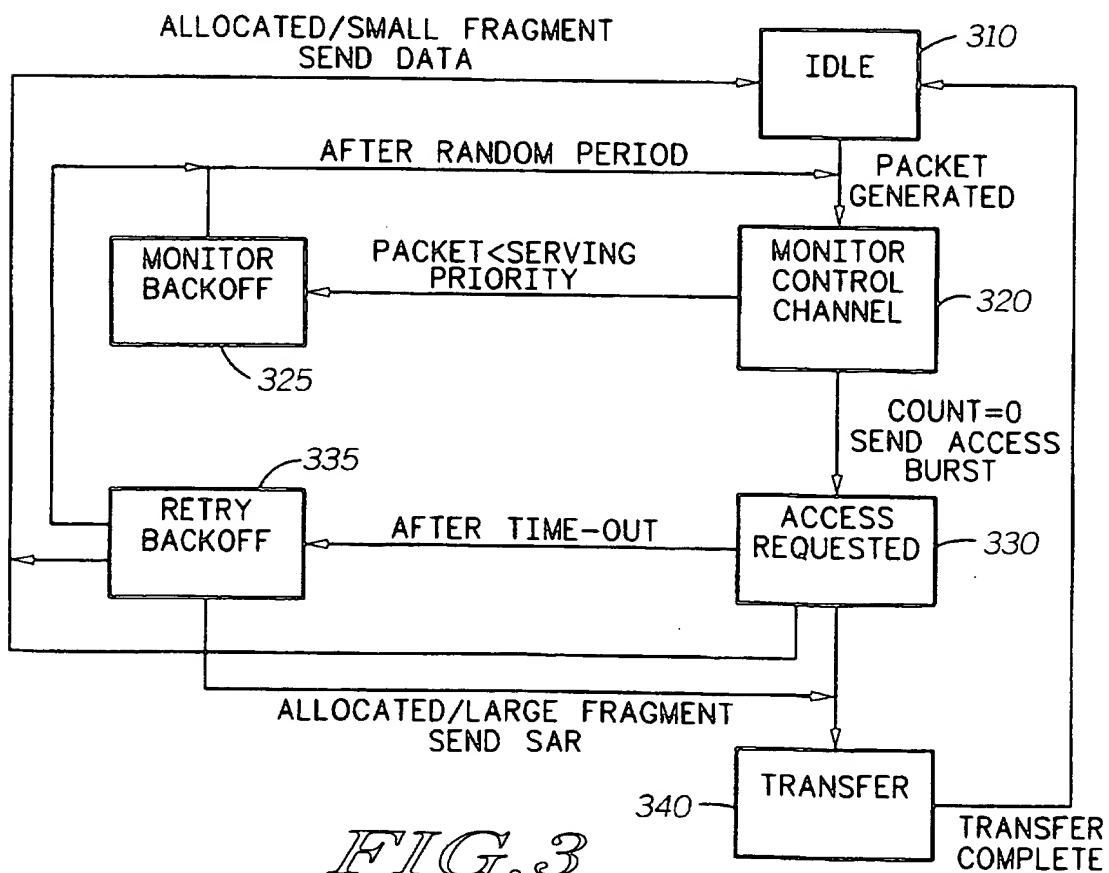 ALLOCATED/SMALL FRAGMENT
SEND DATA
IDLE
310
AFTER RANDOM PERIOD
PACKET
GENERATED
MONITOR
BACKOFF
325
PACKET<SERVING
PRIORITY
MONITOR
CONTROL
CHANNEL
320
COUNT=0
SEND ACCESS
BURST
335
RETRY
BACKOFF
AFTER TIME-OUT
ACCESS
REQUESTED
330
ALLOCATED/LARGE FRAGMENT
SEND SAR
TRANSFER
340
TRANSFER
COMPLETE
FIG.3